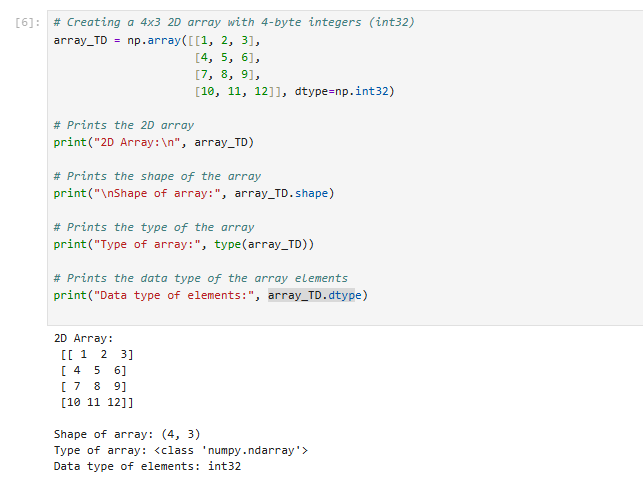 [6]: # Creating a 4x3 2D array with 4-byte integers (int32)
array_TD = np.array([[1, 2, 3],
[4, 5, 6],
[7, 8, 9],
[10, 11, 12]], dtype=np.int32)
# Prints the 2D array
print("2D Array:\n", array_TD)
# Prints the shape of the array
print("\nShape of array:", array_TD.shape)
# Prints the type of the array
print("Type of array:", type(array_TD))
# Prints the data type of the array elements
print("Data type of elements:", array_TD.dtype)
2D Array:
[[ 1 2 3]
[ 4 5 6]
[ 7 8 9]
[10 11 12]]
Shape of array: (4, 3)
Type of array: <class 'numpy.ndarray'>
Data type of elements: int32